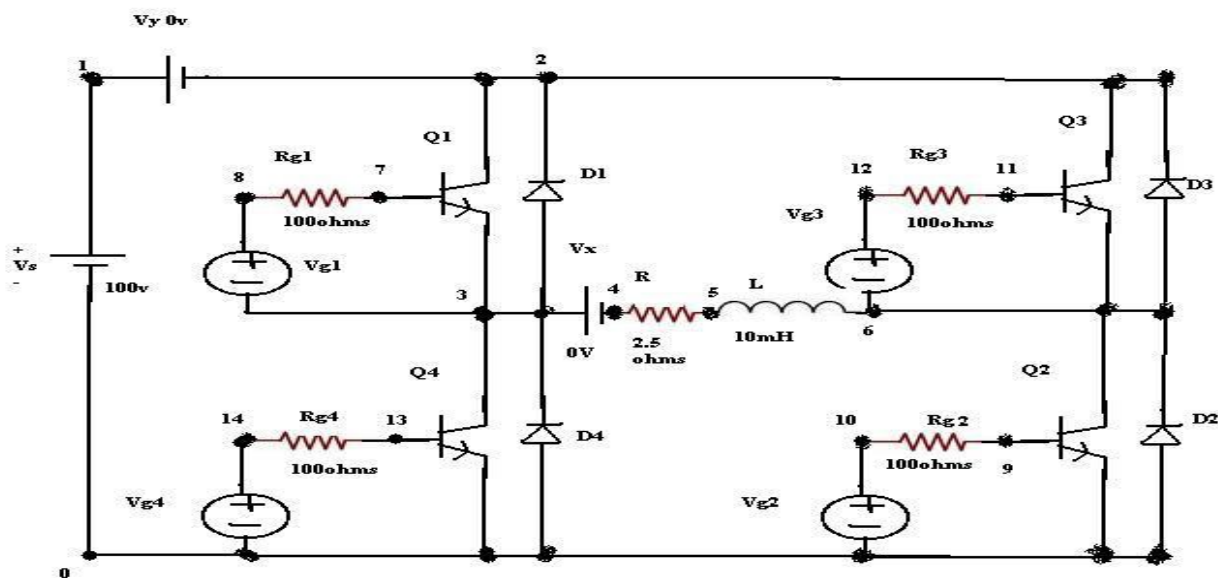 Vy 0v
1
2
Q1
Q3
Rg1
Rg3
8
7
12
11
D1
D3
100ohms
100ohms
Vg3
+
Vs
-
100v
Vg1
Vx
3
4
R
5
L
6
0V
2.5
ohms
10mH
Q4
Q2
14
Rg4
13
10
Rg2
D4
D2
100ohms
100ohms
9
Vg4
Vg2
0